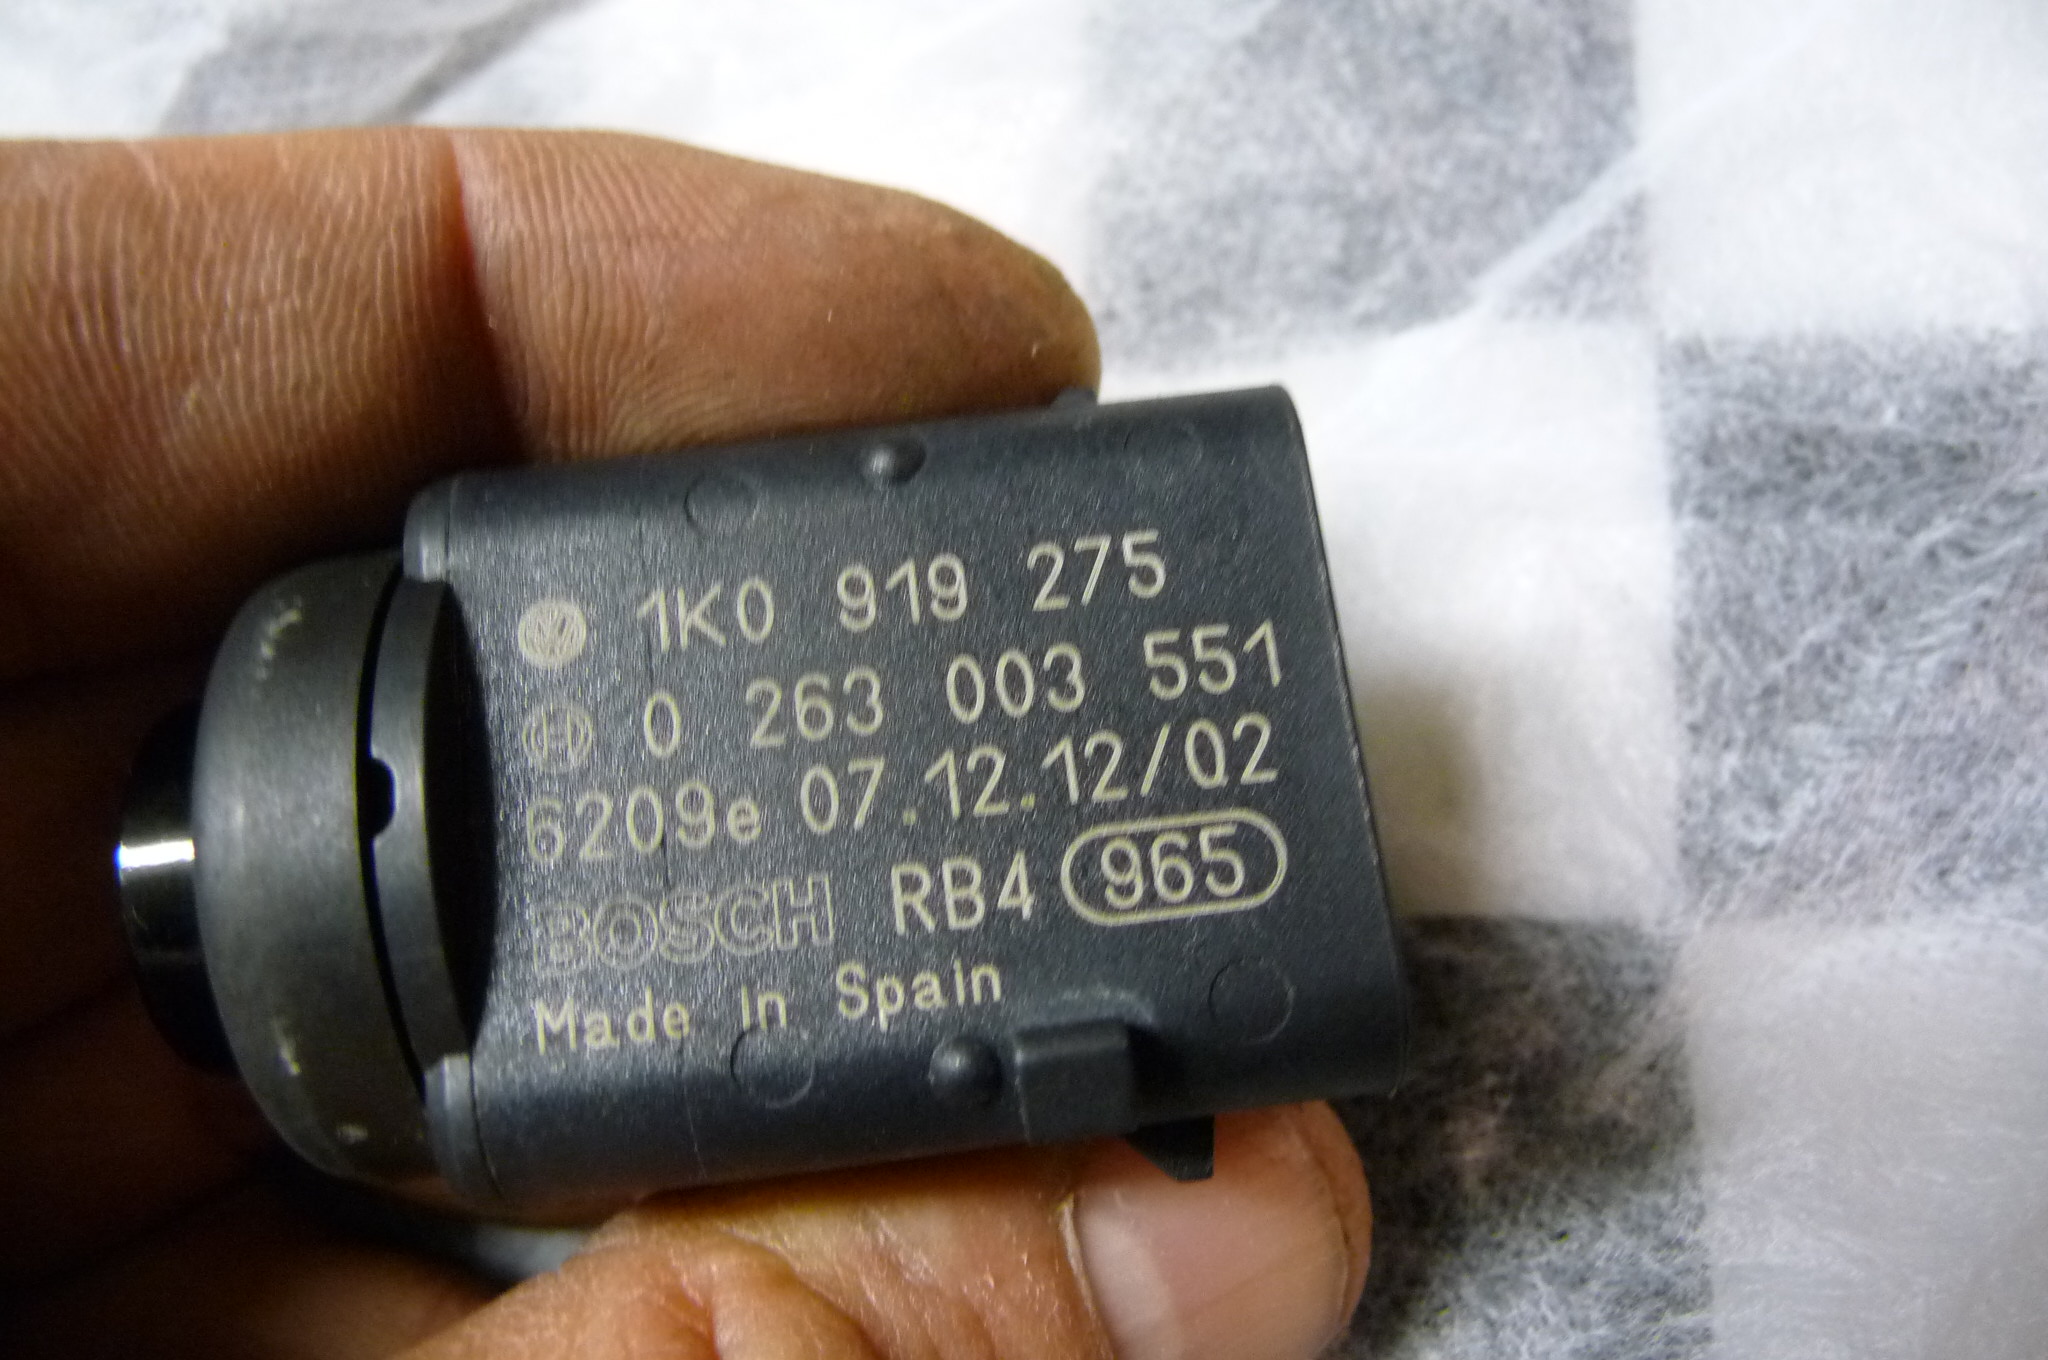 1K0 919 275
0 263 003 551
6209e 07.12.12/02
BOSCH RB4 965
Made in Spain